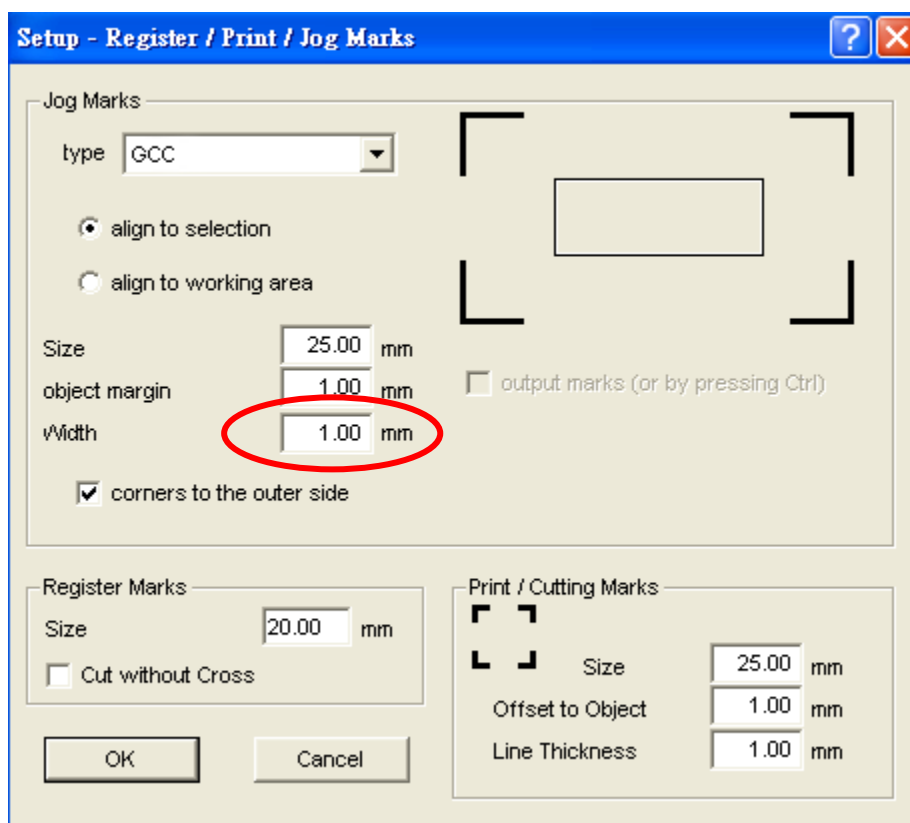 Setup - Register / Print / Jog Marks
Jog Marks
type GCC
align to selection
align to working area
Size 25.00 mm
object margin 1.00 mm
output marks (or by pressing Ctrl)
Width 1.00 mm
corners to the outer side
Register Marks
Size 20.00 mm
Cut without Cross
Print / Cutting Marks
Size 25.00 mm
Offset to Object 1.00 mm
Line Thickness 1.00 mm
OK
Cancel